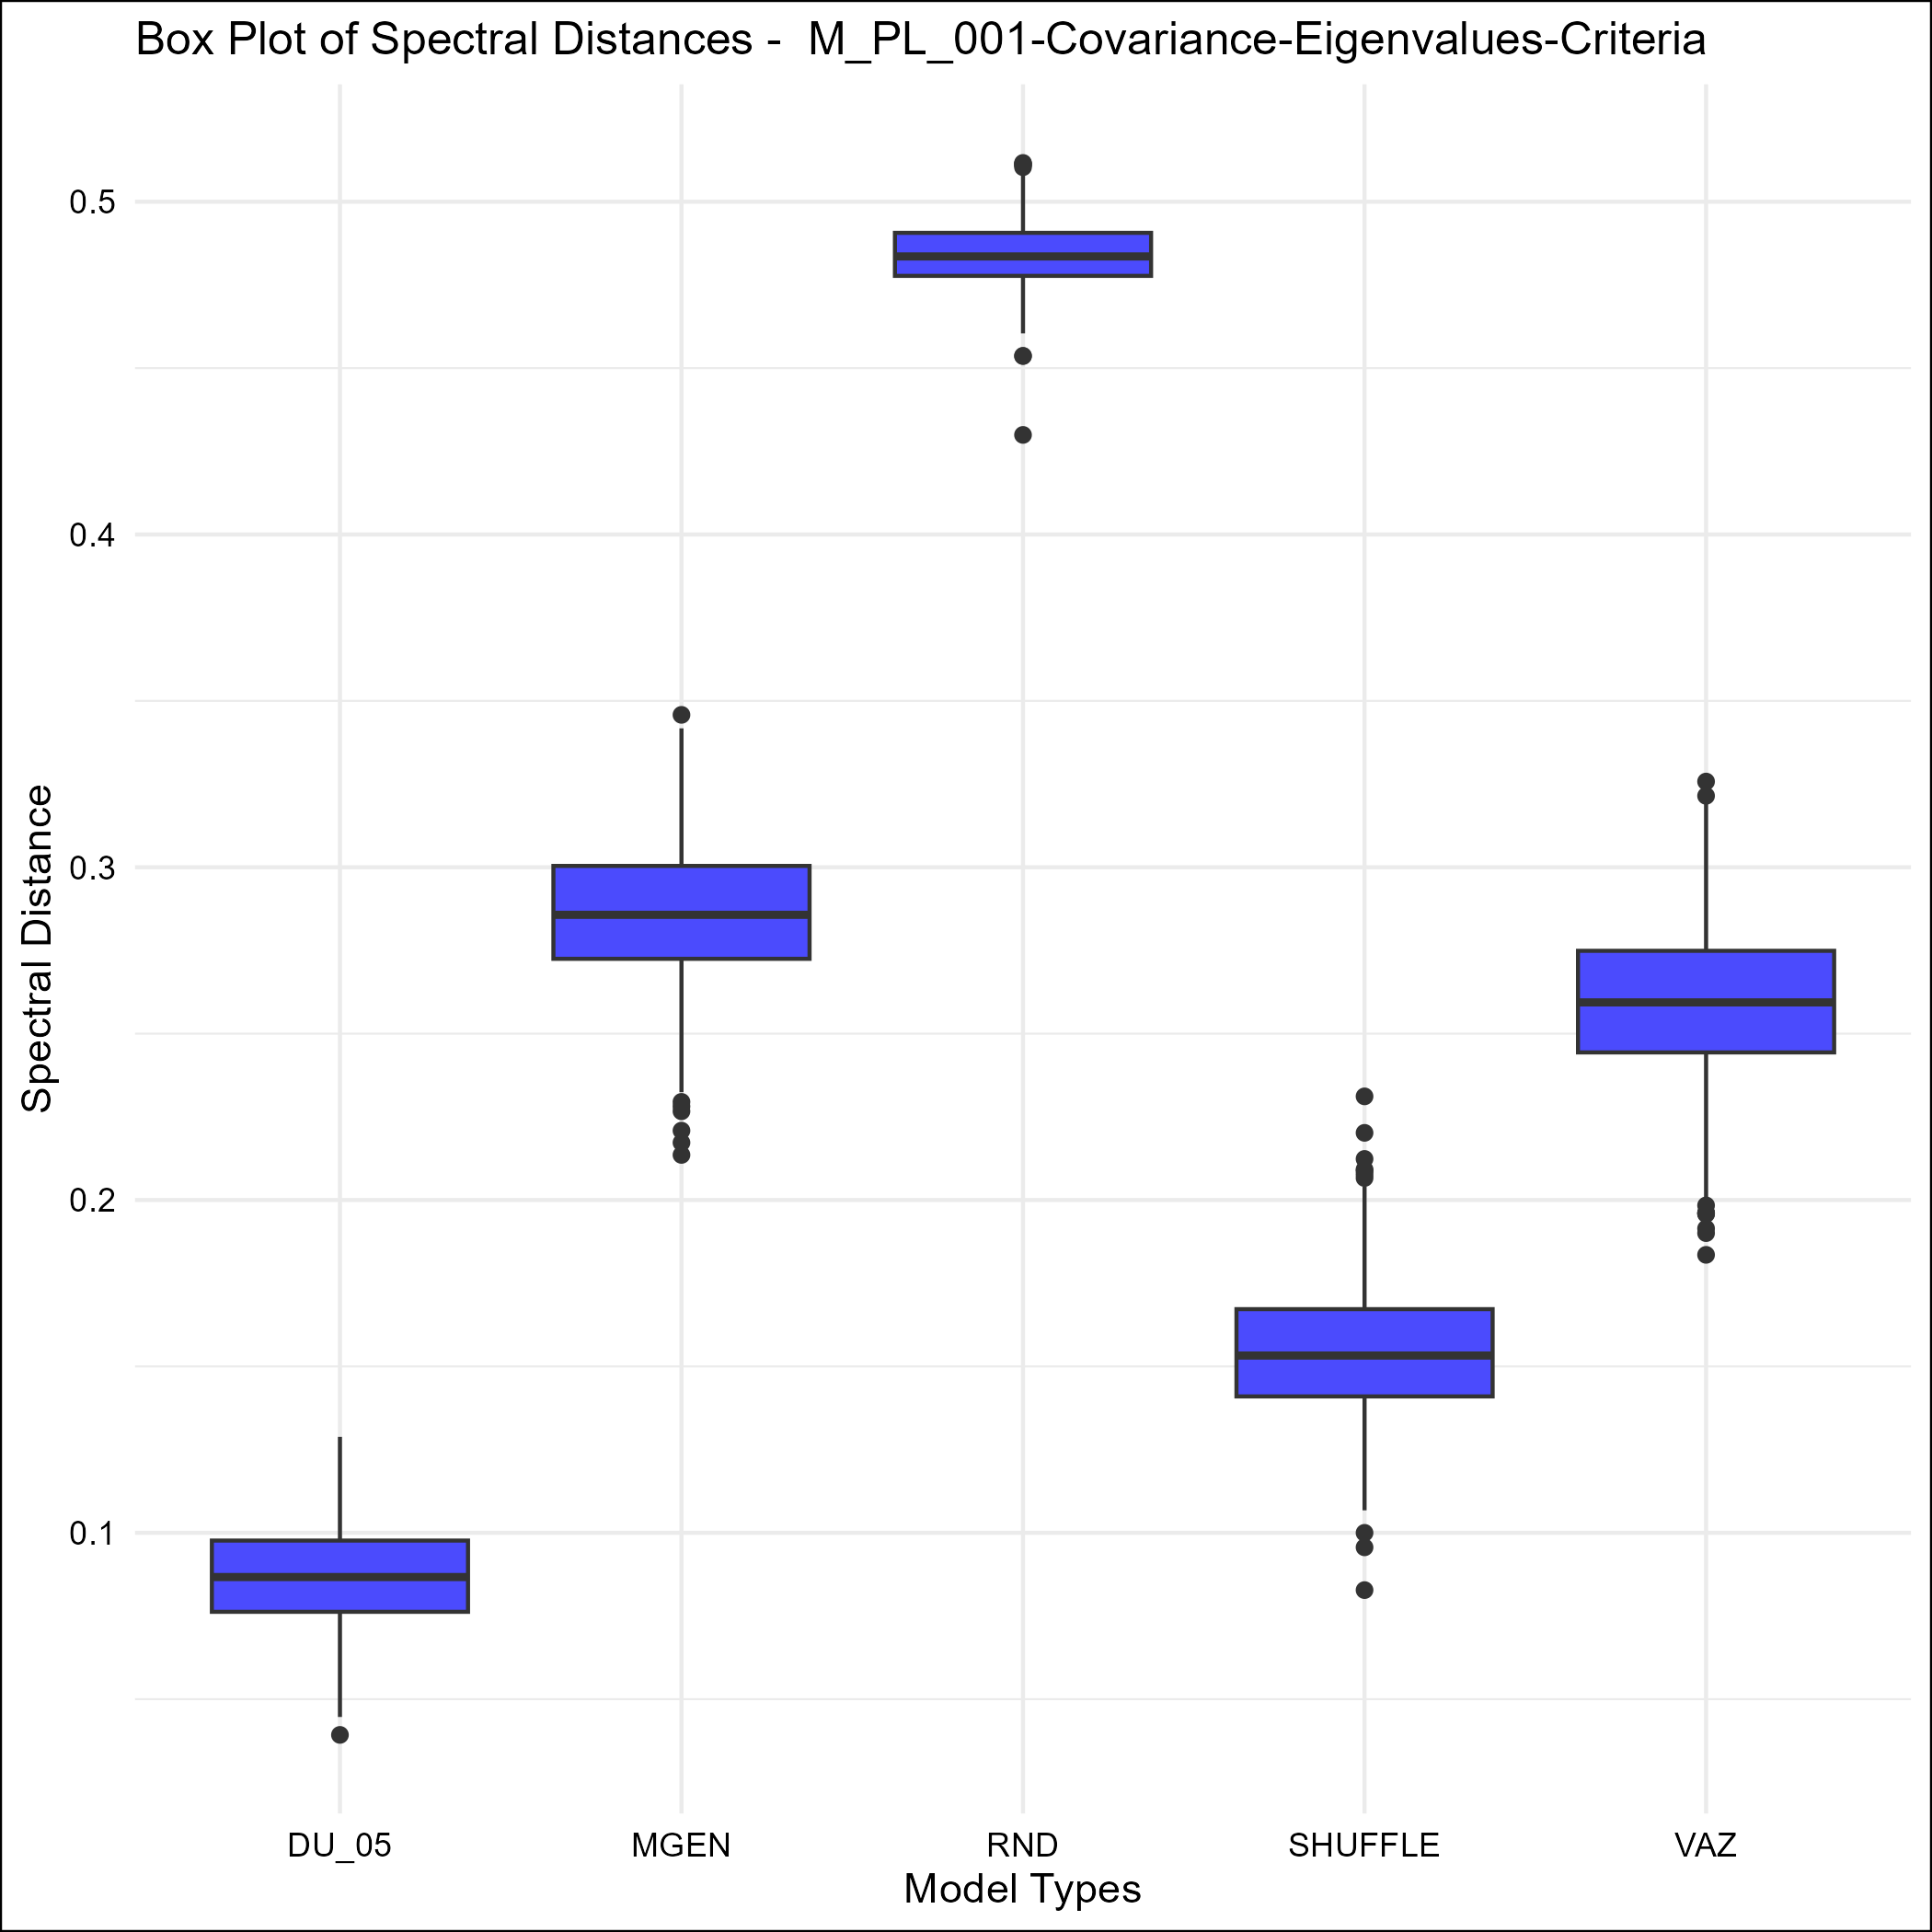 Box Plot of Spectral Distances -  M_PL_001-Covariance-Eigenvalues-Criteria
Spectral Distance
0.5
0.4
0.3
0.2
0.1
DU_05 MGEN RND SHUFFLE VAZ
Model Types